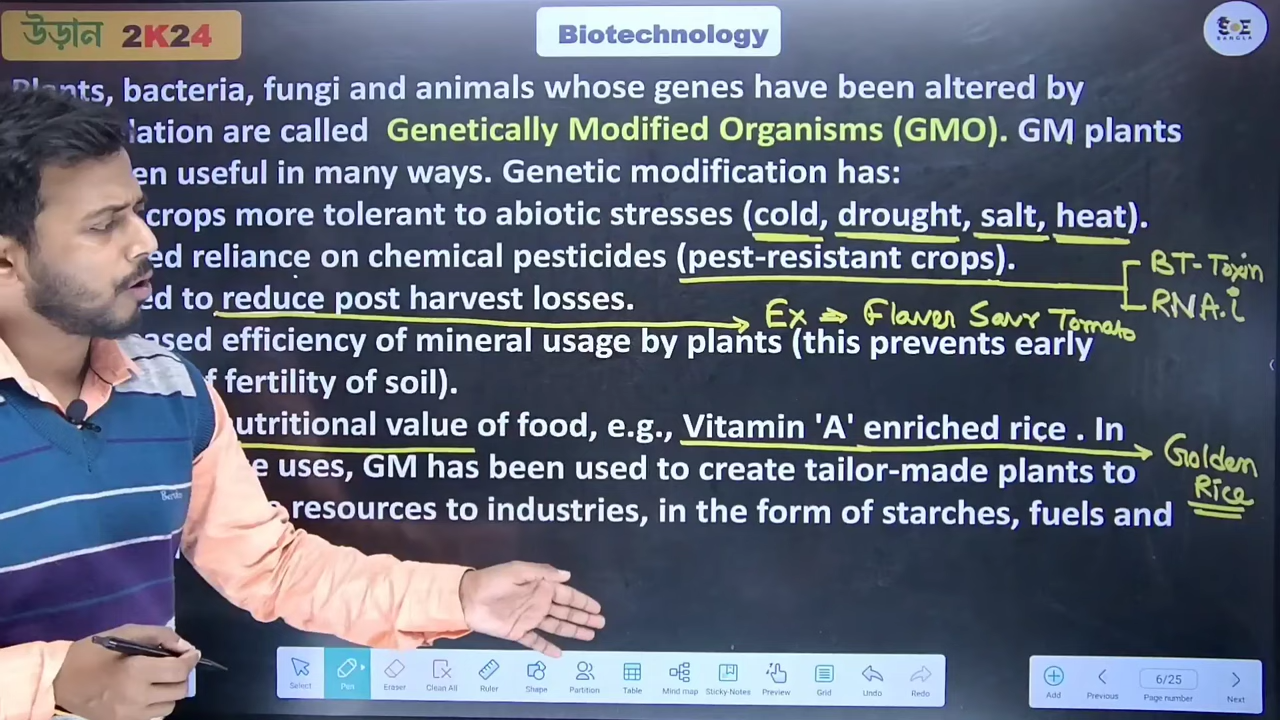 উড়ান 2K24
Biotechnology
SOE
BANGLA
Plants, bacteria, fungi and animals whose genes have been altered by
lation are called Genetically Modified Organisms (GMO). GM plants
en useful in many ways. Genetic modification has:
crops more tolerant to abiotic stresses (cold, drought, salt, heat).
ed reliance on chemical pesticides (pest-resistant crops).
BT-Toxin
RNA.i
ed to reduce post harvest losses.
Ex ⇒ Flaver Savr Tomato
ased efficiency of mineral usage by plants (this prevents early
f fertility of soil).
utritional value of food, e.g., Vitamin 'A' enriched rice . In
Golden
Rice
e uses, GM has been used to create tailor-made plants to
resources to industries, in the form of starches, fuels and
Select Pen Eraser Clean All Ruler Shape Partition Table Mind map Sticky-Notes Preview Grid Undo Redo
Add Previous 6/25 Page number Next